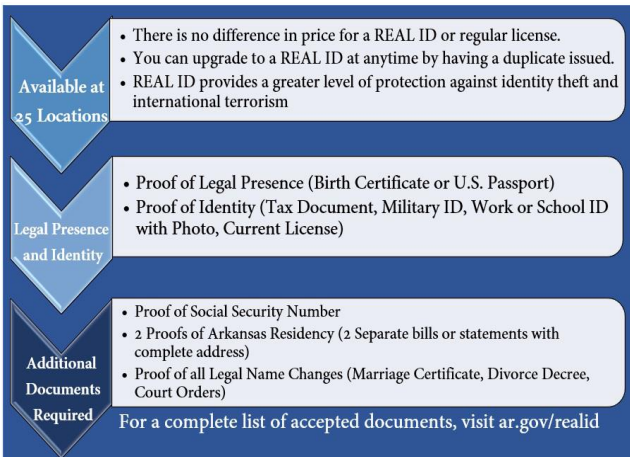 Available at
25 Locations
• There is no difference in price for a REAL ID or regular license.
• You can upgrade to a REAL ID at anytime by having a duplicate issued.
• REAL ID provides a greater level of protection against identity theft and
international terrorism
Legal Presence
and Identity
• Proof of Legal Presence (Birth Certificate or U.S. Passport)
• Proof of Identity (Tax Document, Military ID, Work or School ID
with Photo, Current License)
Additional
Documents
Required
• Proof of Social Security Number
• 2 Proofs of Arkansas Residency (2 Separate bills or statements with
complete address)
• Proof of all Legal Name Changes (Marriage Certificate, Divorce Decree,
Court Orders)
For a complete list of accepted documents, visit ar.gov/realid